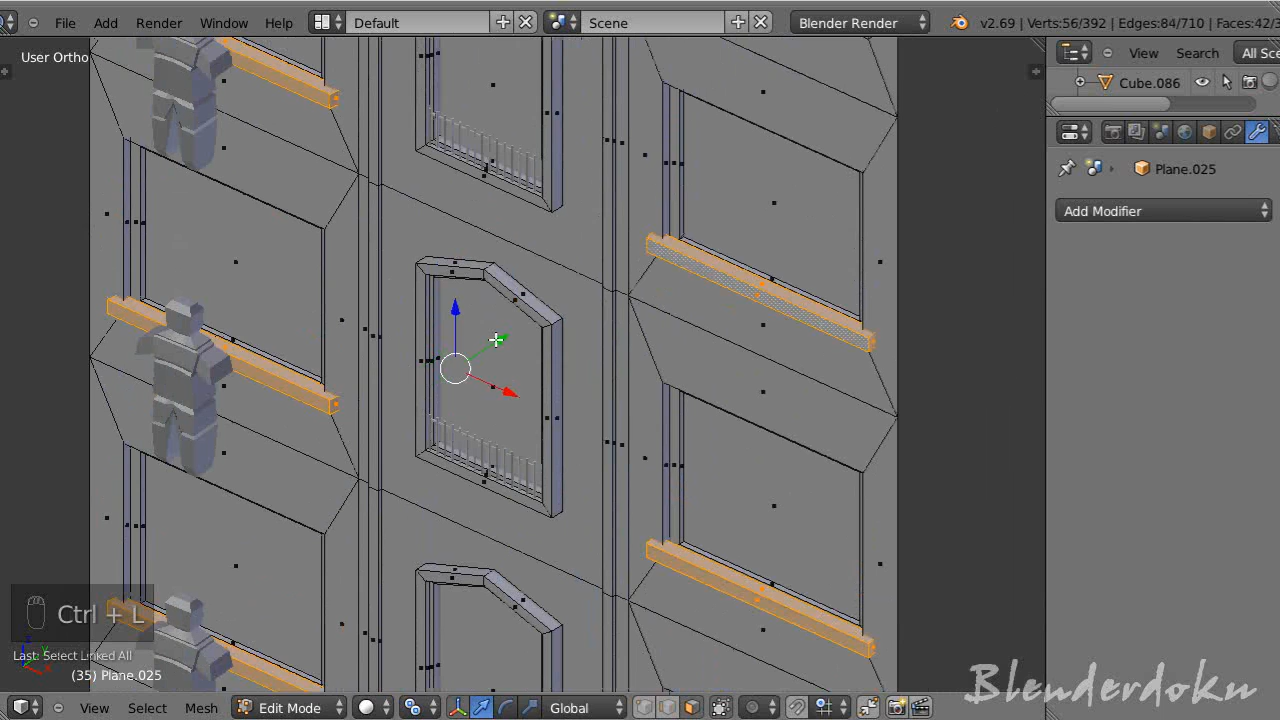 File Add Render Window Help Default Scene Blender Render v2.69 | Verts:56/392 | Edges:84/710 | Faces:42/3
User Ortho
View Search All Sce
Cube.086
Plane.025
Add Modifier
Ctrl + L
Last: Select Linked All
(35) Plane.025
Blenderdoku
View Select Mesh Edit Mode Global